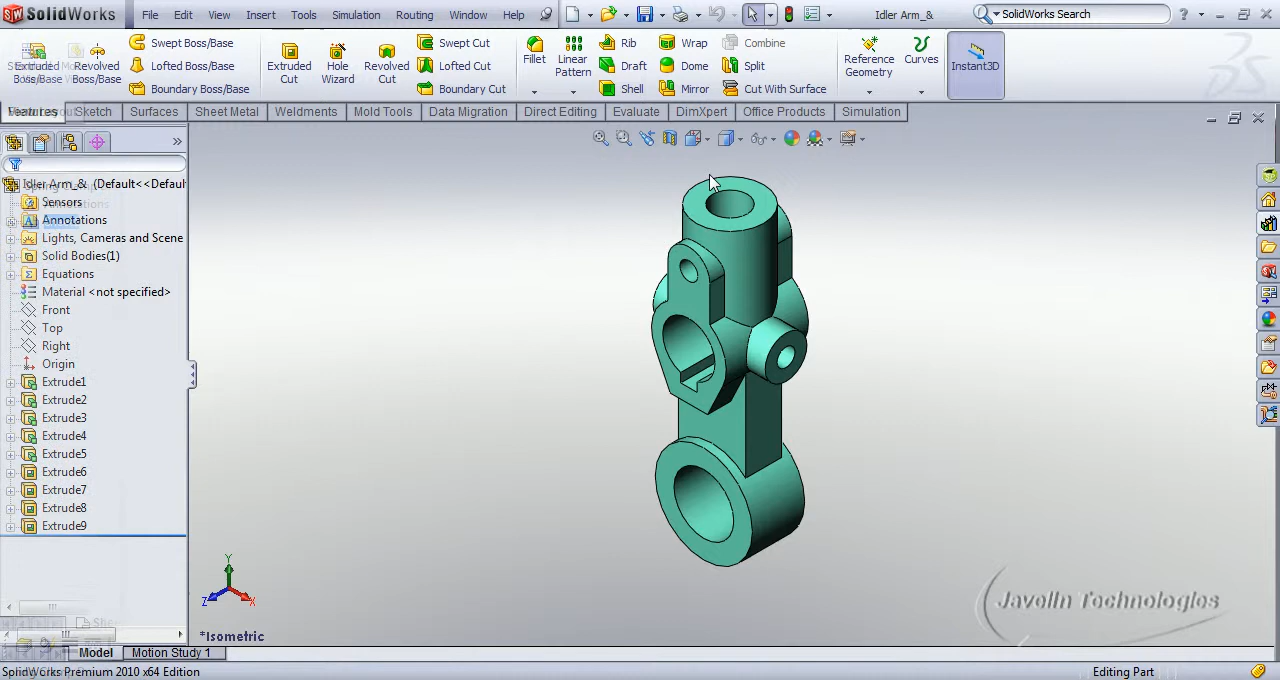 SolidWorks File Edit View Insert Tools Simulation Routing Window Help Idler Arm_& SolidWorks Search
Extruded Boss/Base
Revolved Boss/Base
Swept Boss/Base
Lofted Boss/Base
Boundary Boss/Base
Extruded Cut
Hole Wizard
Revolved Cut
Swept Cut
Lofted Cut
Boundary Cut
Fillet
Linear Pattern
Rib
Draft
Shell
Wrap
Dome
Mirror
Combine
Split
Cut With Surface
Reference Geometry
Curves
Instant3D
Features Sketch Surfaces Sheet Metal Weldments Mold Tools Data Migration Direct Editing Evaluate DimXpert Office Products Simulation
Idler Arm_& (Default<<Defaul
Sensors
Annotations
Lights, Cameras and Scene
Solid Bodies(1)
Equations
Material <not specified>
Front
Top
Right
Origin
Extrude1
Extrude2
Extrude3
Extrude4
Extrude5
Extrude6
Extrude7
Extrude8
Extrude9
Y
Z X
*Isometric
Javelin Technologies
Model Motion Study 1
SolidWorks Premium 2010 x64 Edition Editing Part